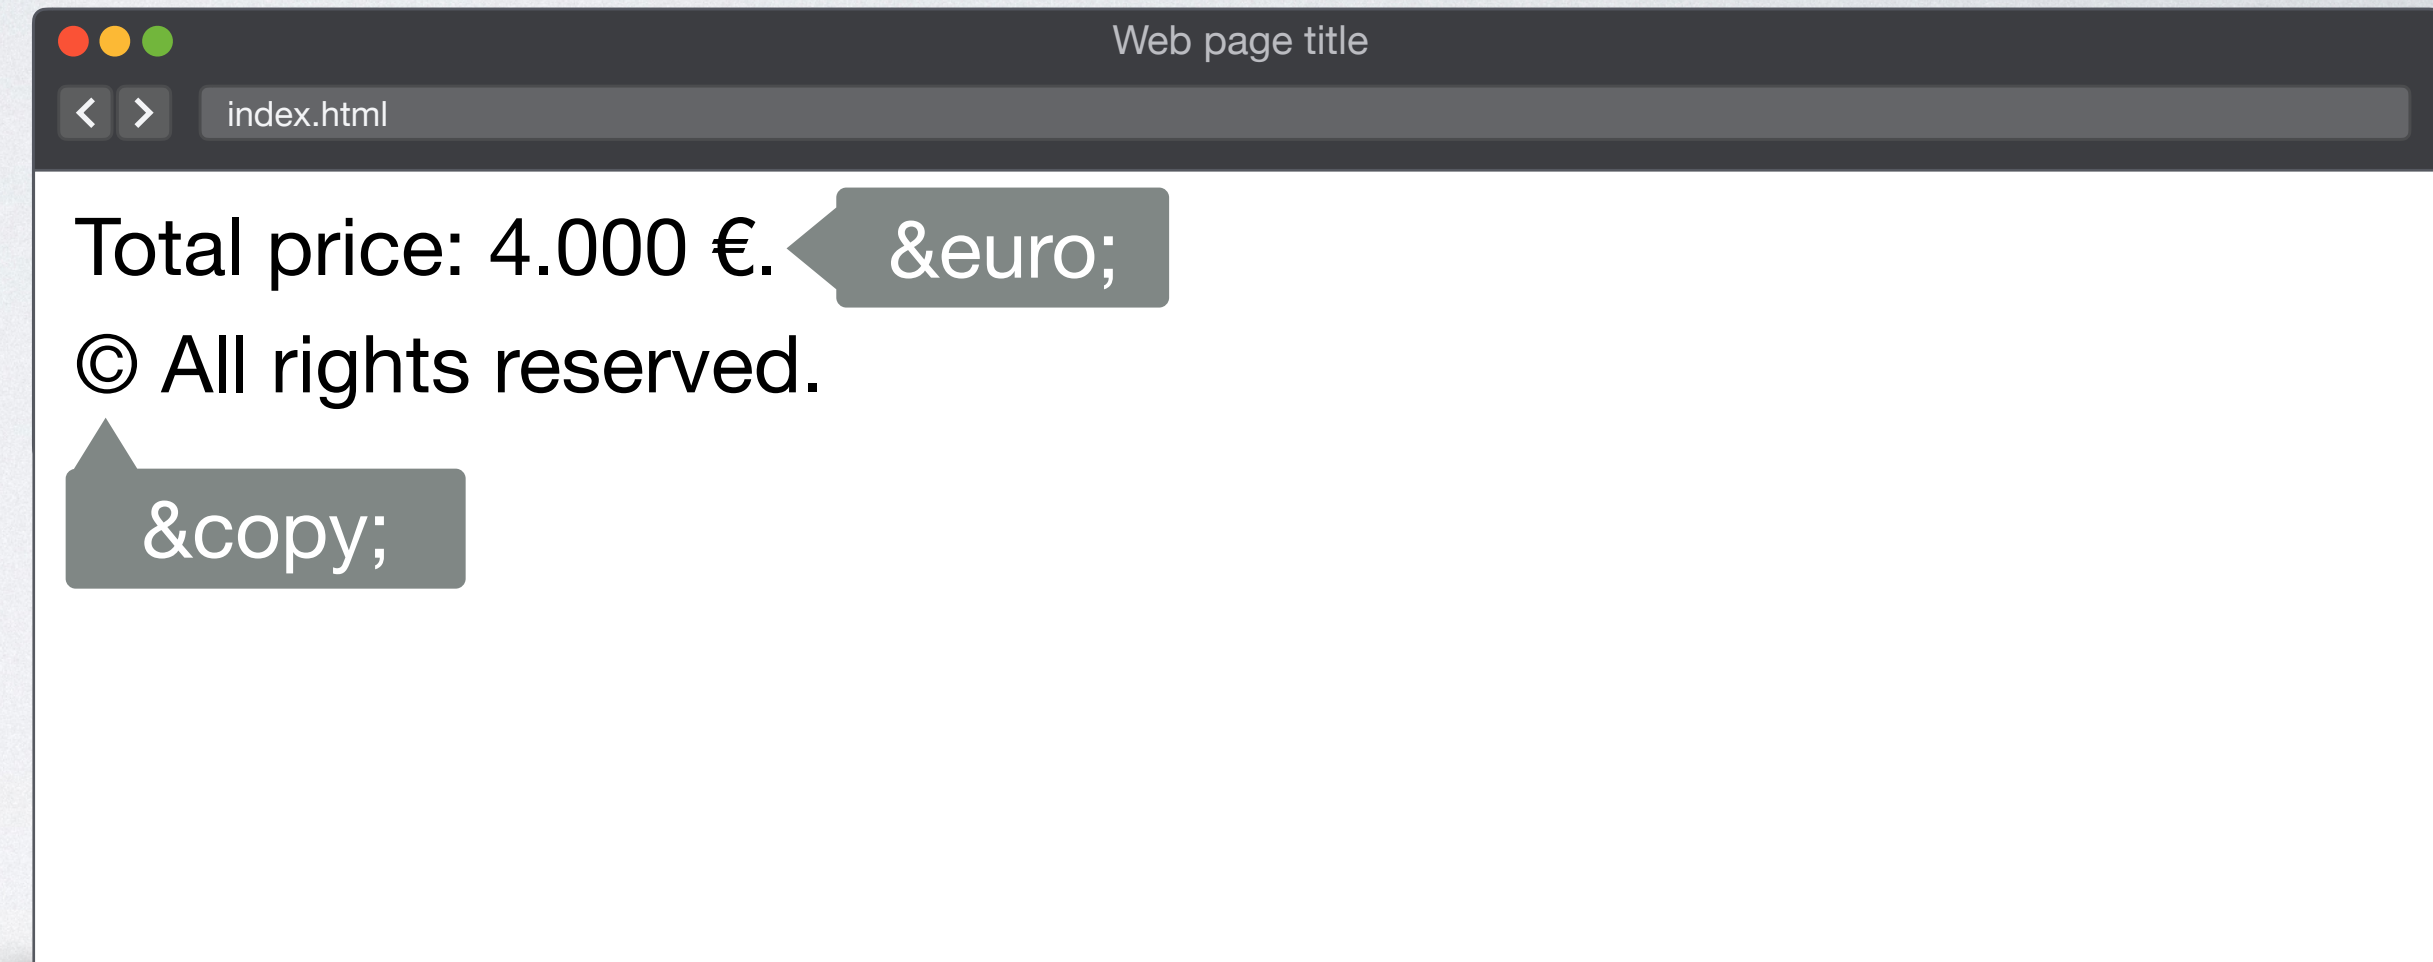 Web page title
index.html
Total price: 4.000 €.
&euro;
© All rights reserved.
&copy;